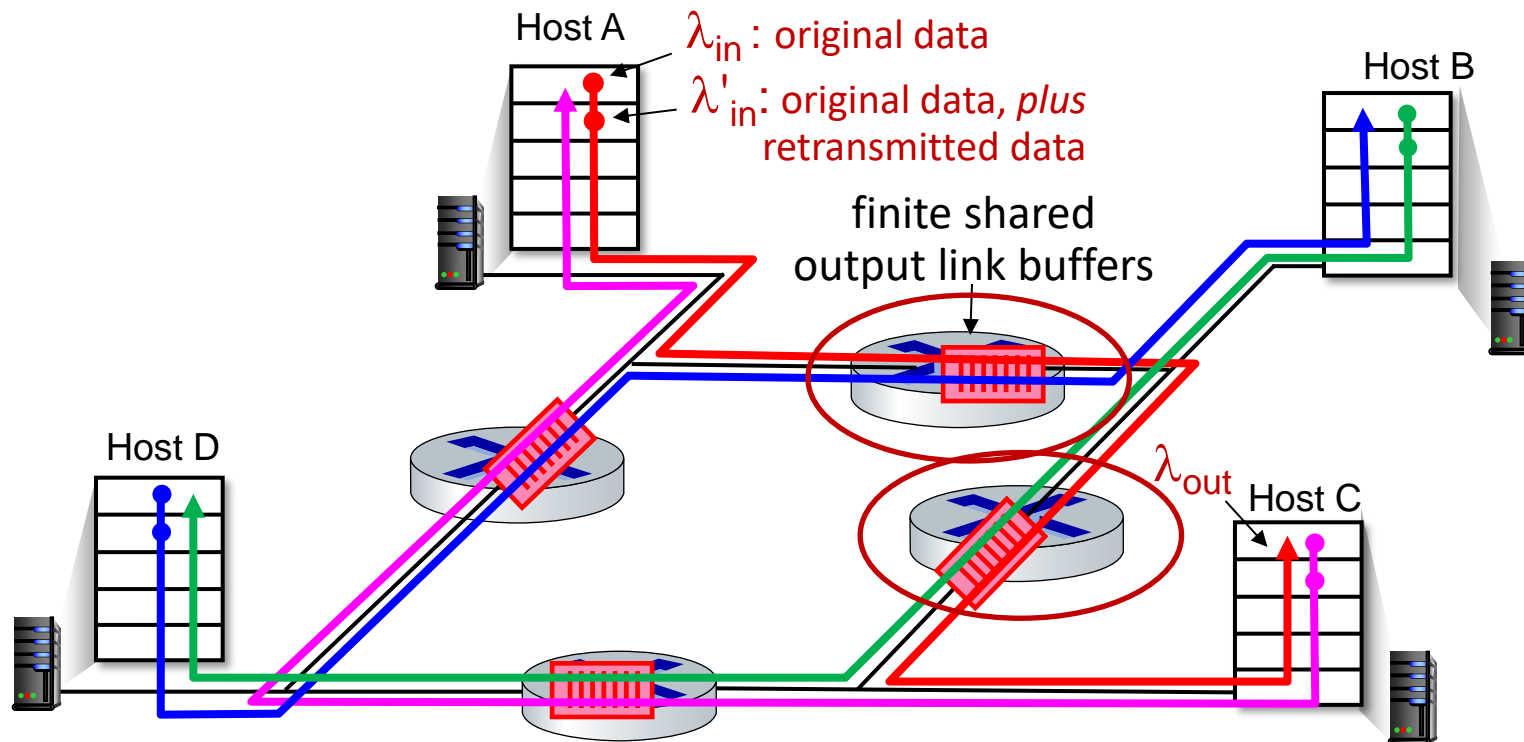 Host A
λin : original data
λ'in: original data, plus
retransmitted data
Host B
finite shared
output link buffers
Host D
λout
Host C